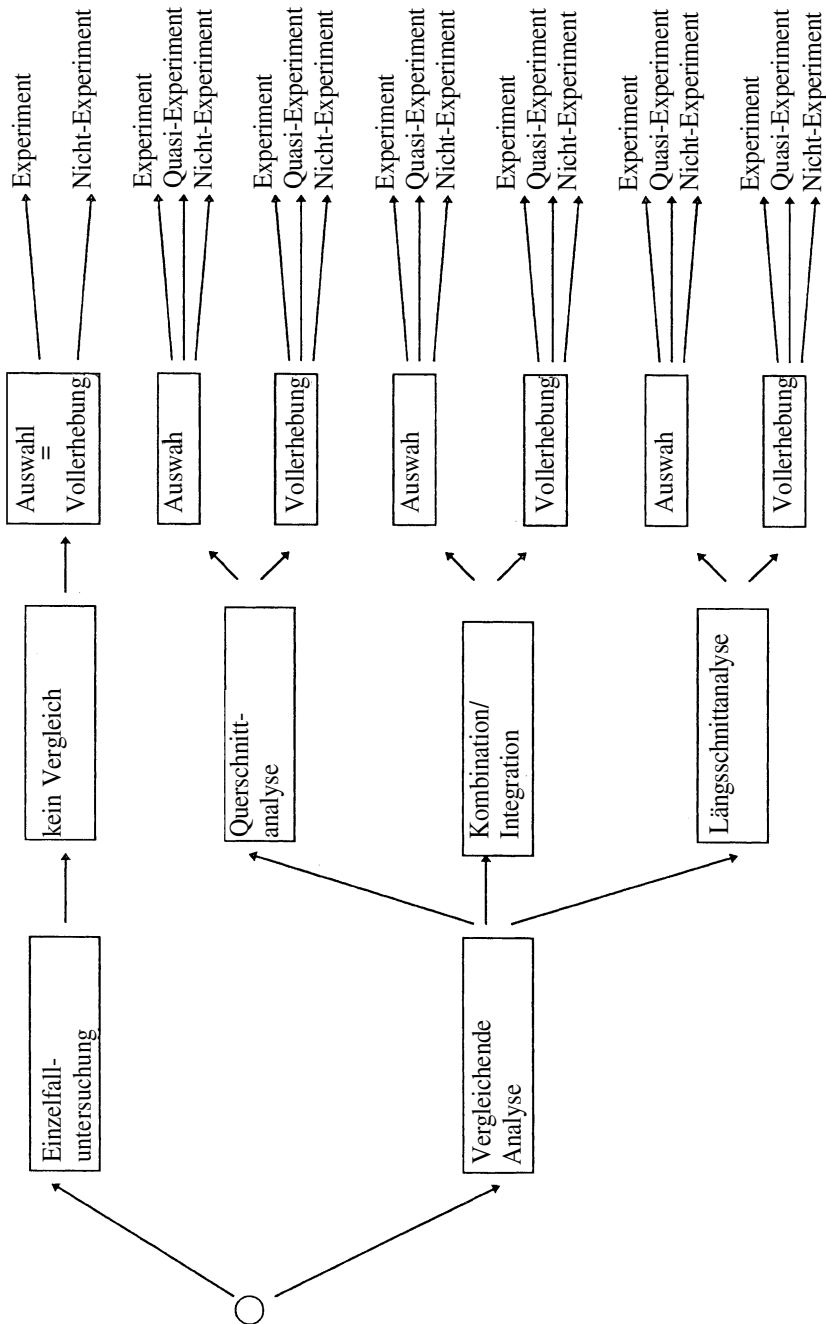 Einzelfall-
untersuchung
kein Vergleich
Auswahl
=
Vollerhebung
Experiment
Nicht-Experiment
Vergleichende
Analyse
Querschnitt-
analyse
Auswah
Experiment
Quasi-Experiment
Nicht-Experiment
Vollerhebung
Experiment
Quasi-Experiment
Nicht-Experiment
Kombination/
Integration
Auswah
Experiment
Quasi-Experiment
Nicht-Experiment
Vollerhebung
Experiment
Quasi-Experiment
Nicht-Experiment
Längsschnittanalyse
Auswah
Experiment
Quasi-Experiment
Nicht-Experiment
Vollerhebung
Experiment
Quasi-Experiment
Nicht-Experiment